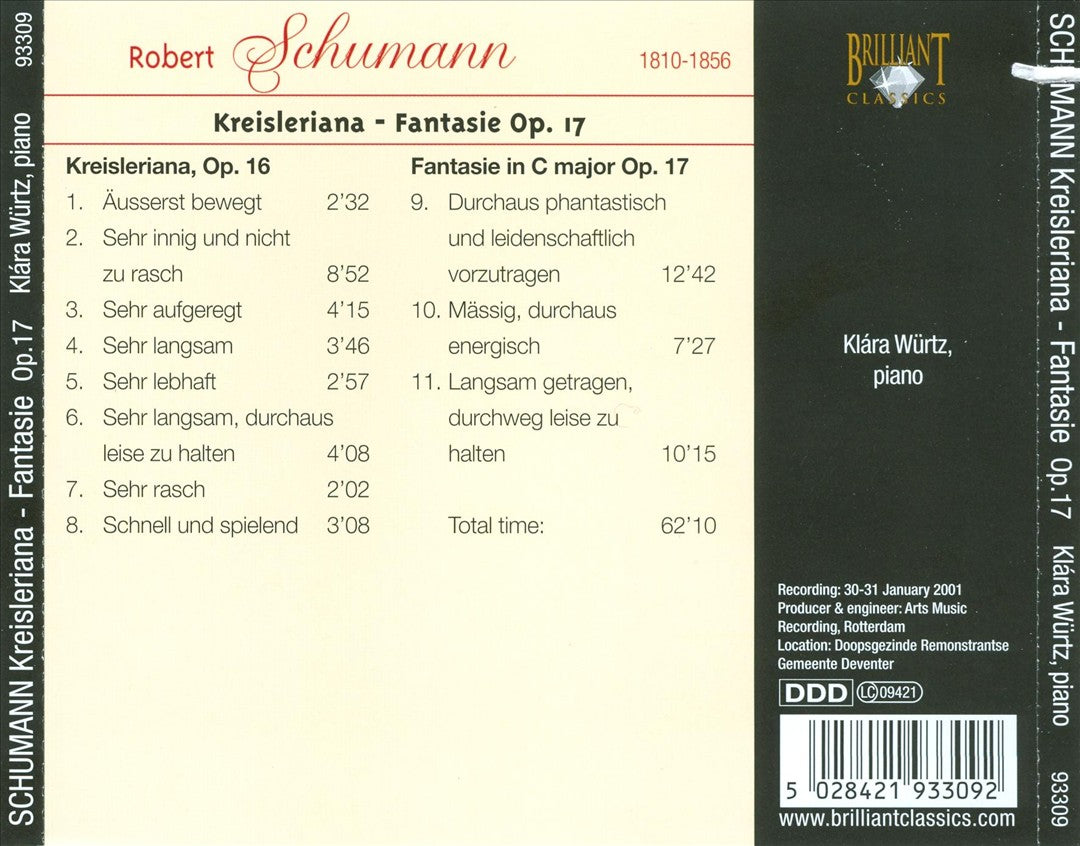 93309
Klára Würtz, piano
SCHUMANN Kreisleriana - Fantasie Op.17
Robert Schumann 1810-1856
Kreisleriana - Fantasie Op. 17
Kreisleriana, Op. 16
1. Äusserst bewegt 2'32
2. Sehr innig und nicht
zu rasch 8'52
3. Sehr aufgeregt 4'15
4. Sehr langsam 3'46
5. Sehr lebhaft 2'57
6. Sehr langsam, durchaus
leise zu halten 4'08
7. Sehr rasch 2'02
8. Schnell und spielend 3'08
Fantasie in C major Op. 17
9. Durchaus phantastisch
und leidenschaftlich
vorzutragen 12'42
10. Mässig, durchaus
energisch 7'27
11. Langsam getragen,
durchweg leise zu
halten 10'15
Total time: 62'10
BRILLIANT
CLASSICS
Klára Würtz,
piano
Recording: 30-31 January 2001
Producer & engineer: Arts Music
Recording, Rotterdam
Location: Doopsgezinde Remonstrantse
Gemeente Deventer
DDD LC 09421
5 028421 933092
www.brilliantclassics.com
SCHUMANN Kreisleriana - Fantasie Op.17
Klára Würtz, piano
93309